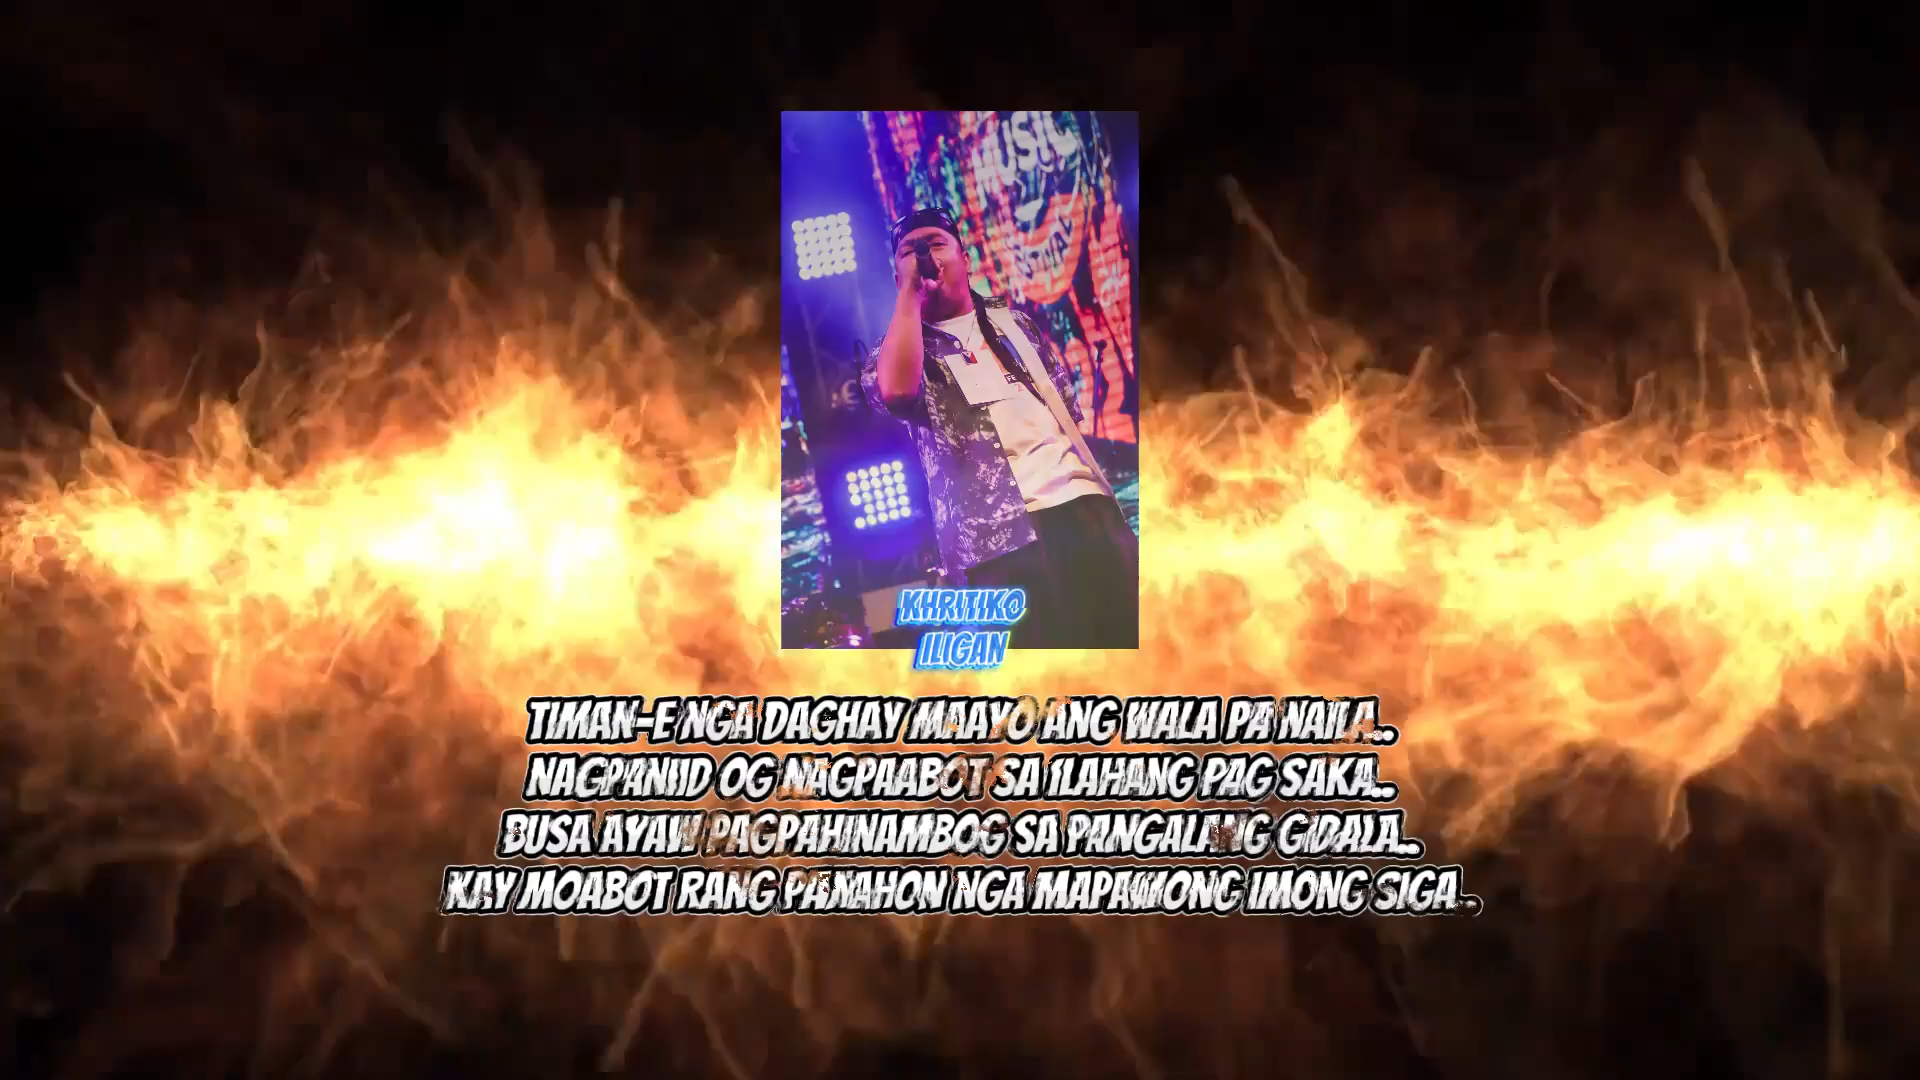 MUSIC
KHRITIKO
ILIGAN
TIMAN-E NGA DAGHAY MAAYO ANG WALA PA NAILA..
NAGPANIID OG NAGPAABOT SA ILAHANG PAG SAKA..
BUSA AYAW PAGPAHINAMBOG SA PANGALANG GIDALA..
KAY MOABOT RANG PANAHON NGA MAPAWONG IMONG SIGA..